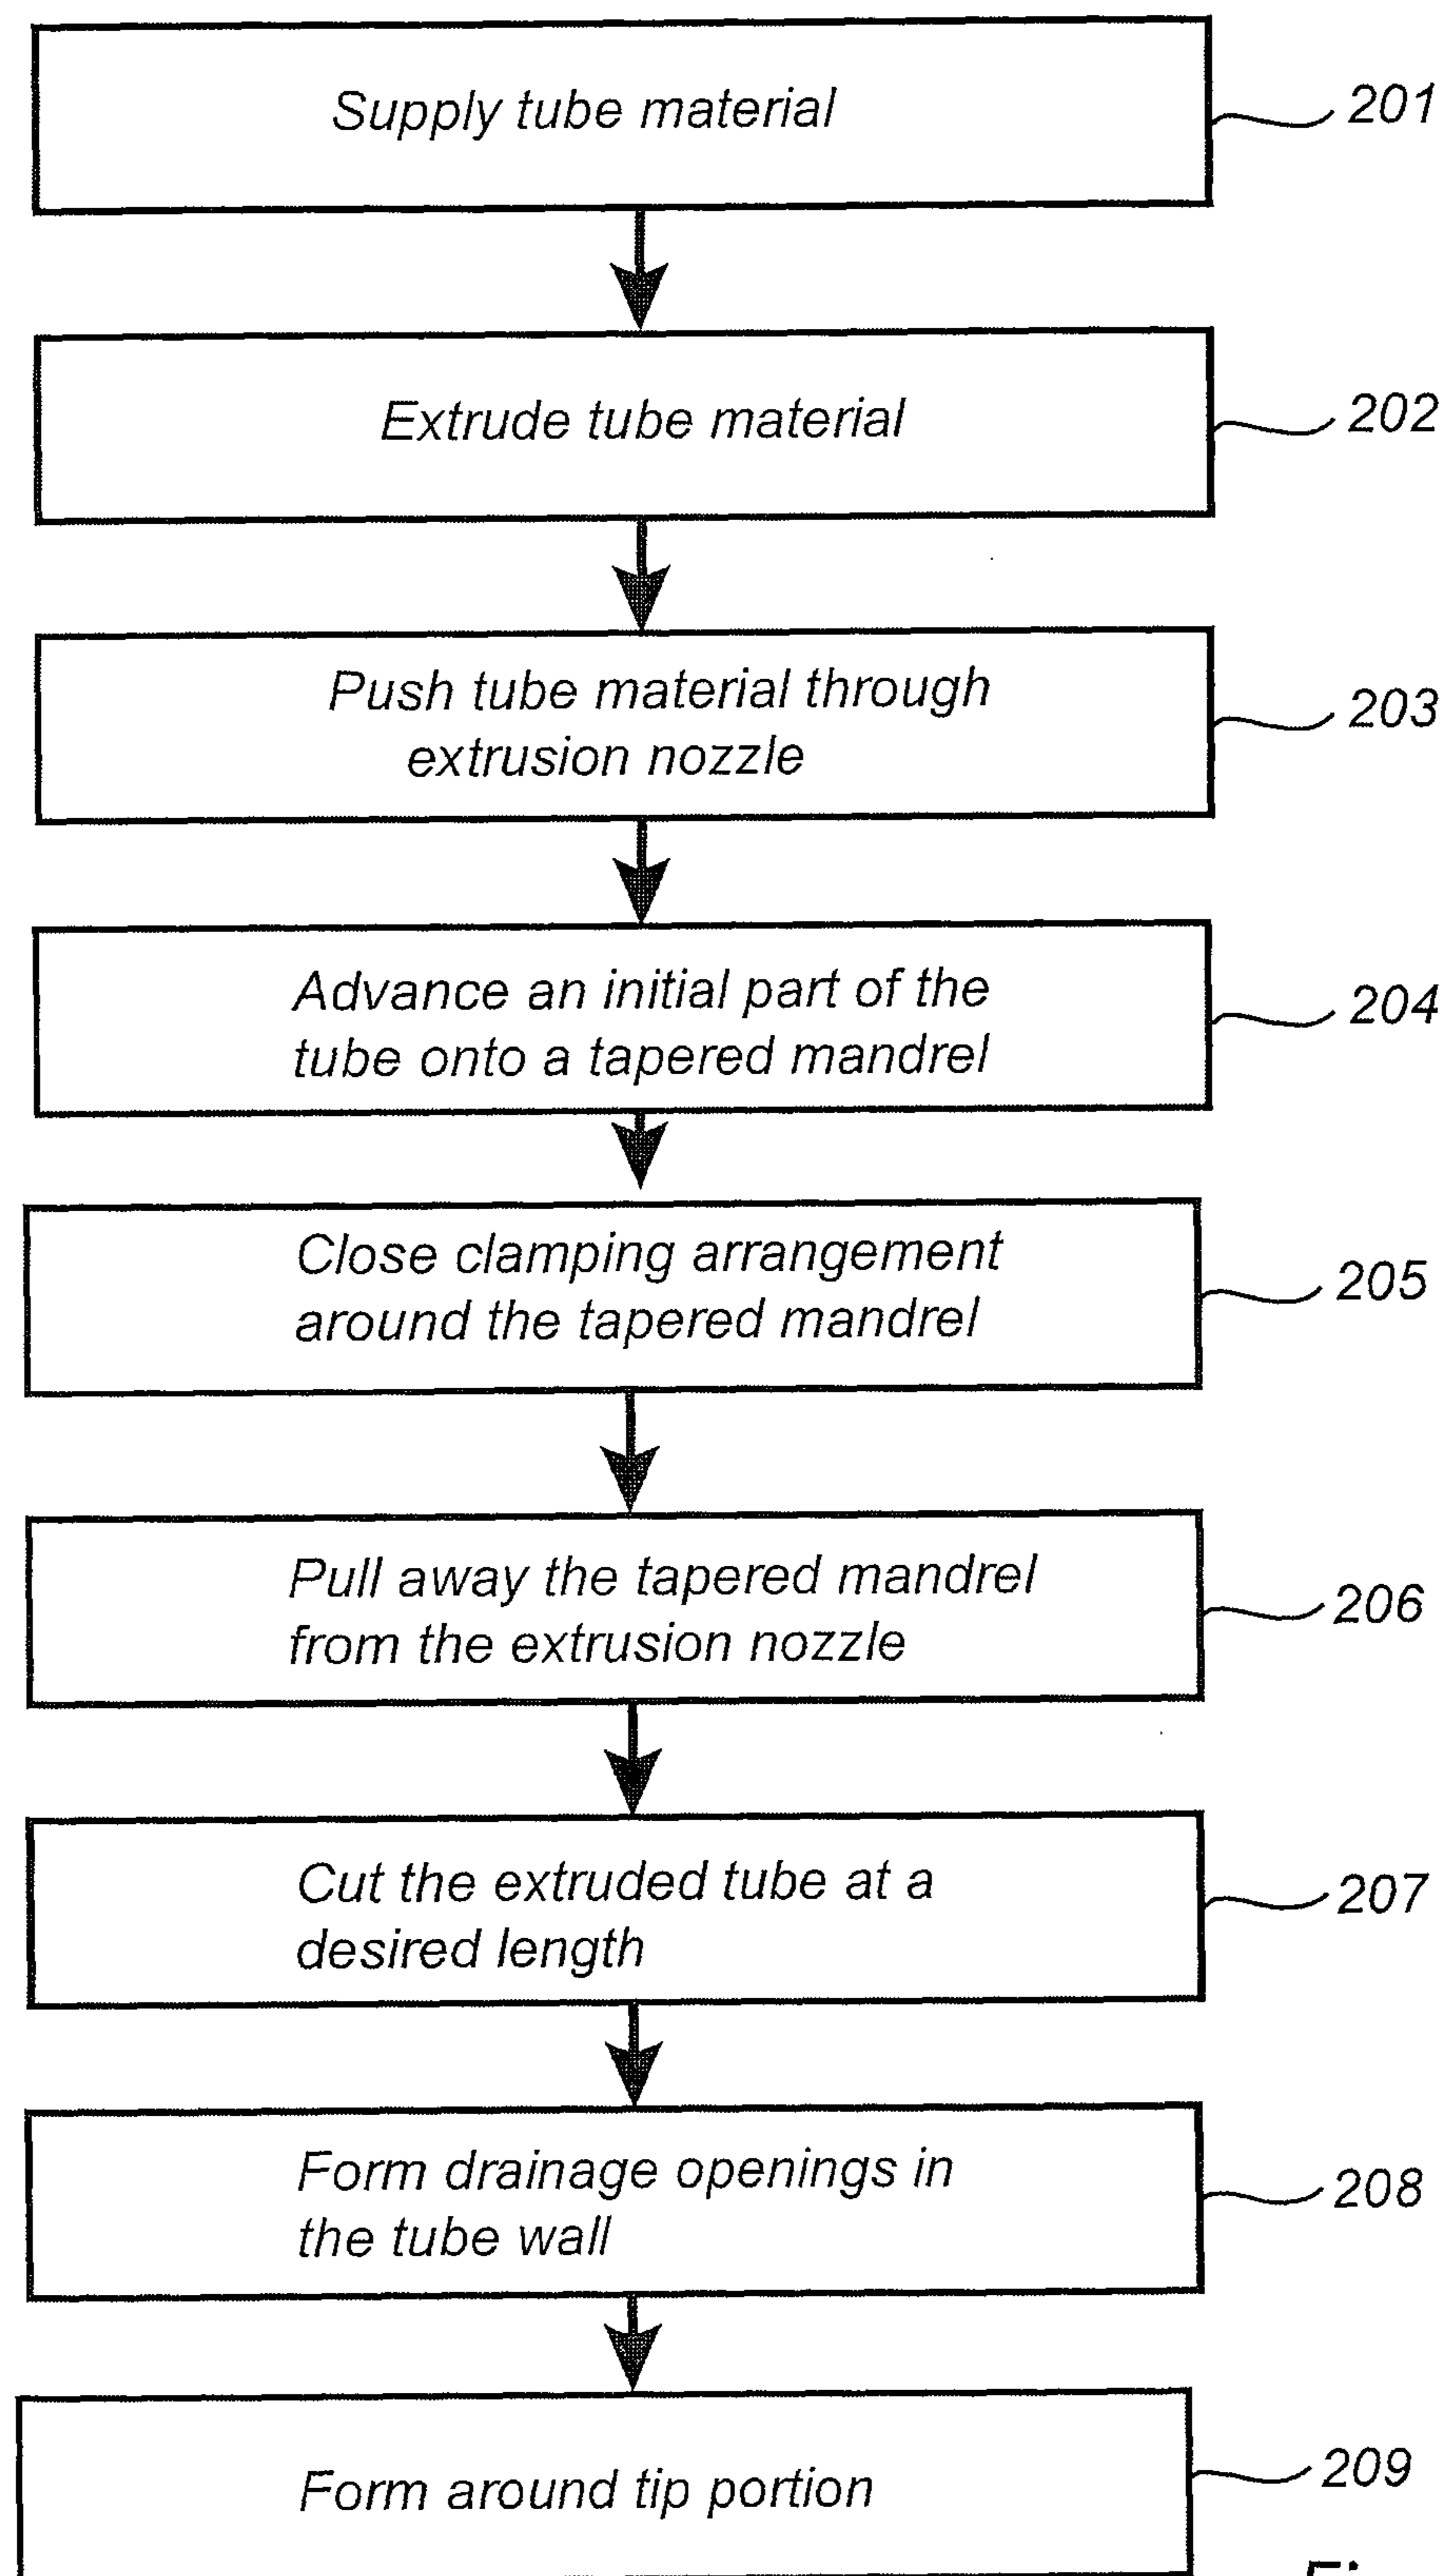 Supply tube material
201
Extrude tube material
202
Push tube material through
extrusion nozzle
203
Advance an initial part of the
tube onto a tapered mandrel
204
Close clamping arrangement
around the tapered mandrel
205
Pull away the tapered mandrel
from the extrusion nozzle
206
Cut the extruded tube at a
desired length
207
Form drainage openings in
the tube wall
208
Form around tip portion
209